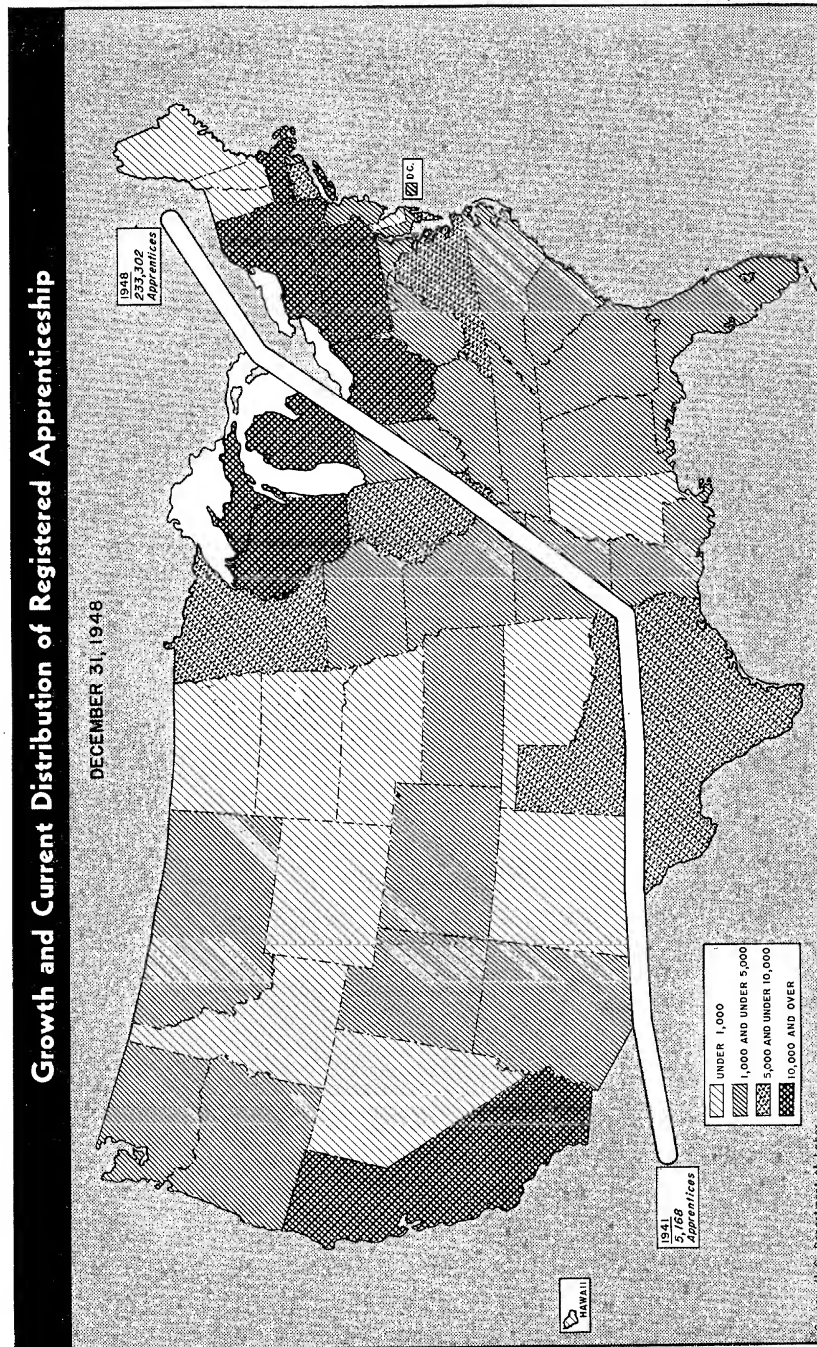 Growth and Current Distribution of Registered Apprenticeship
DECEMBER 31, 1948
1948
233,302
Apprentices
D.C.
1941
5,168
Apprentices
HAWAII
UNDER 1,000
1,000 AND UNDER 5,000
5,000 AND UNDER 10,000
10,000 AND OVER